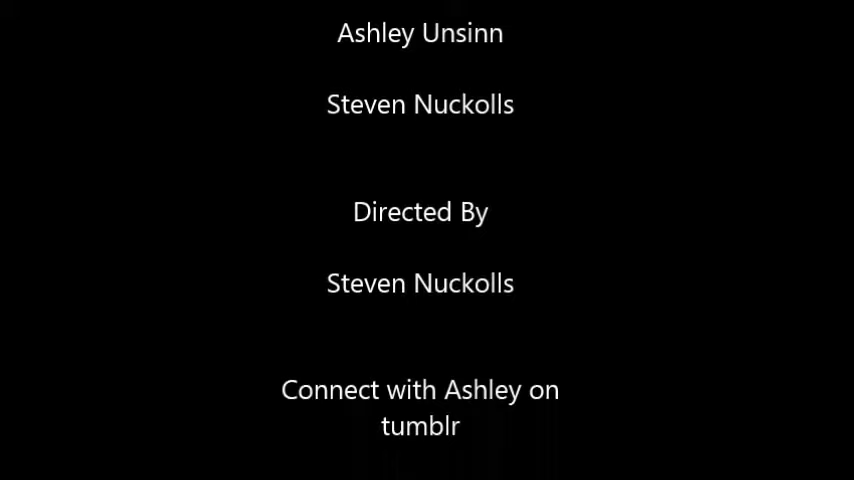 Ashley Unsinn
Steven Nuckolls
Directed By
Steven Nuckolls
Connect with Ashley on
tumblr